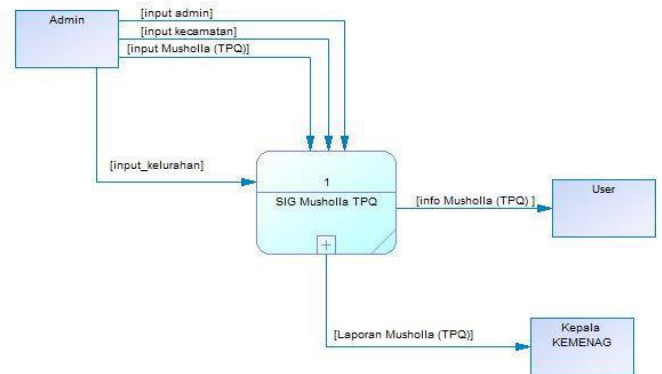 Admin
[input admin]
[input kecamatan]
[input Musholla (TPQ)]
[input_kelurahan]
1
SIG Musholla TPQ
[info Musholla (TPQ) ]
User
[Laporan Musholla (TPQ)]
Kepala
KEMENAG